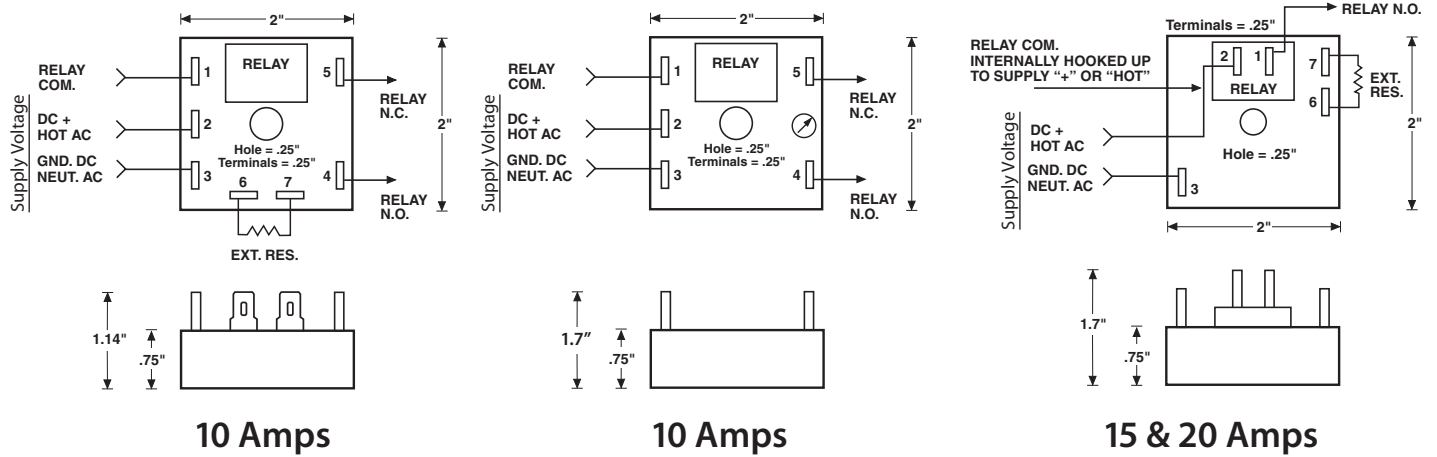 2"
RELAY
COM.
DC +
HOT AC
GND. DC
NEUT. AC
Supply Voltage
1
2
3
RELAY
5
4
Hole = .25"
Terminals = .25"
6 7
RELAY
N.C.
RELAY
N.O.
2"
EXT. RES.
1.14"
.75"
10 Amps
2"
RELAY
COM.
DC +
HOT AC
GND. DC
NEUT. AC
Supply Voltage
1
2
3
RELAY
5
4
Hole = .25"
Terminals = .25"
RELAY
N.C.
RELAY
N.O.
2"
1.7”
.75"
10 Amps
RELAY N.O.
Terminals = .25"
RELAY COM.
INTERNALLY HOOKED UP
TO SUPPLY “+” OR “HOT”
2 1
RELAY
7
6
EXT.
RES.
DC +
HOT AC
GND. DC
NEUT. AC
Supply Voltage
Hole = .25"
3
2"
2"
1.7"
.75"
15 & 20 Amps